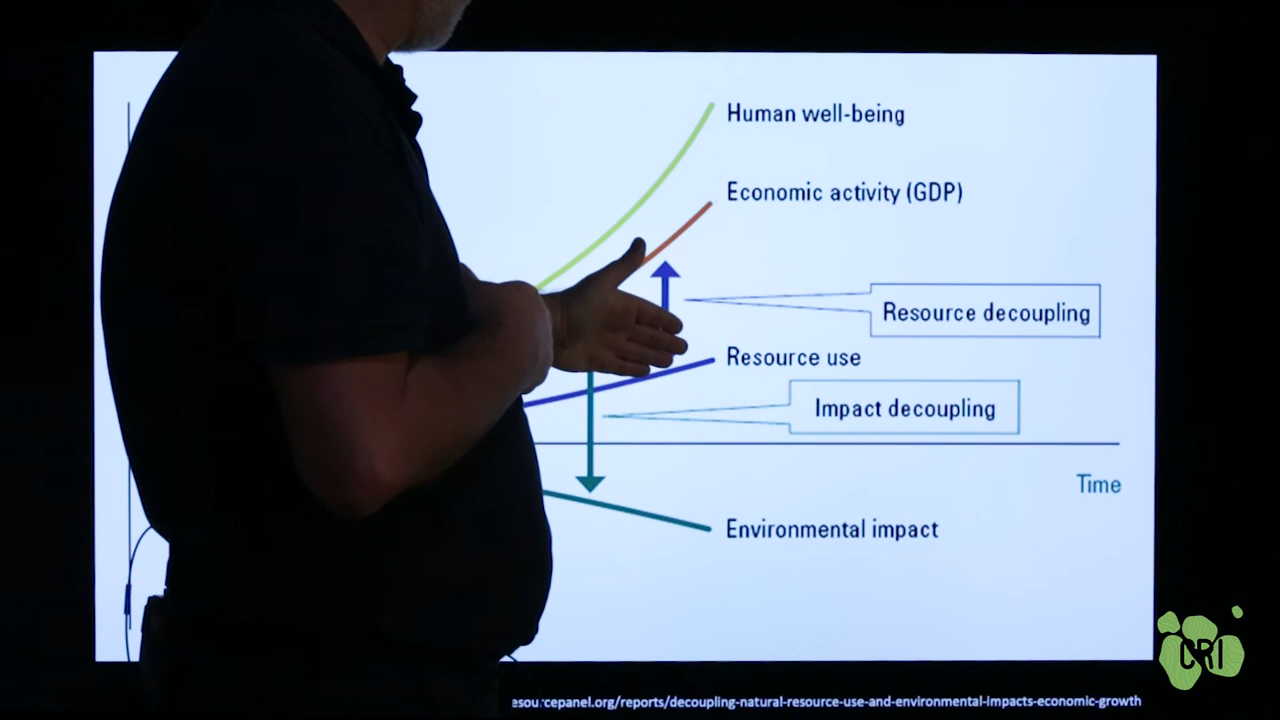 Human well-being
Economic activity (GDP)
Resource decoupling
Resource use
Impact decoupling
Time
Environmental impact
CRI
esourcepanel.org/reports/decoupling-natural-resource-use-and-environmental-impacts-economic-growth